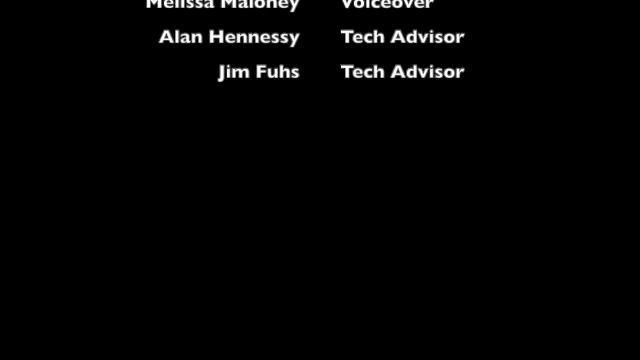 Melissa Maloney Voiceover
Alan Hennessy Tech Advisor
Jim Fuhs Tech Advisor